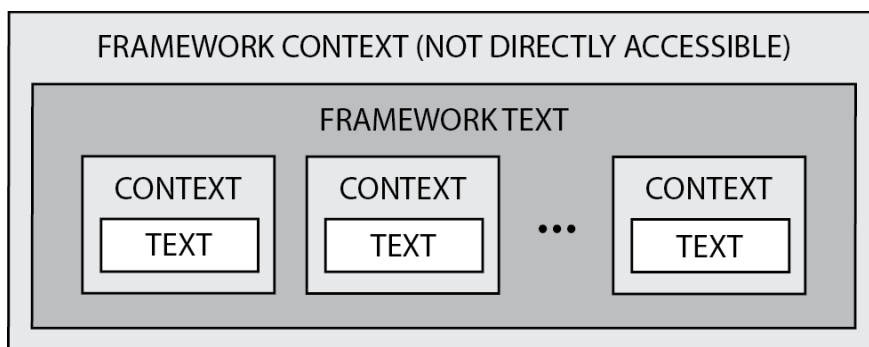 FRAMEWORK CONTEXT (NOT DIRECTLY ACCESSIBLE)
FRAMEWORK TEXT
CONTEXT CONTEXT CONTEXT
TEXT TEXT ... TEXT